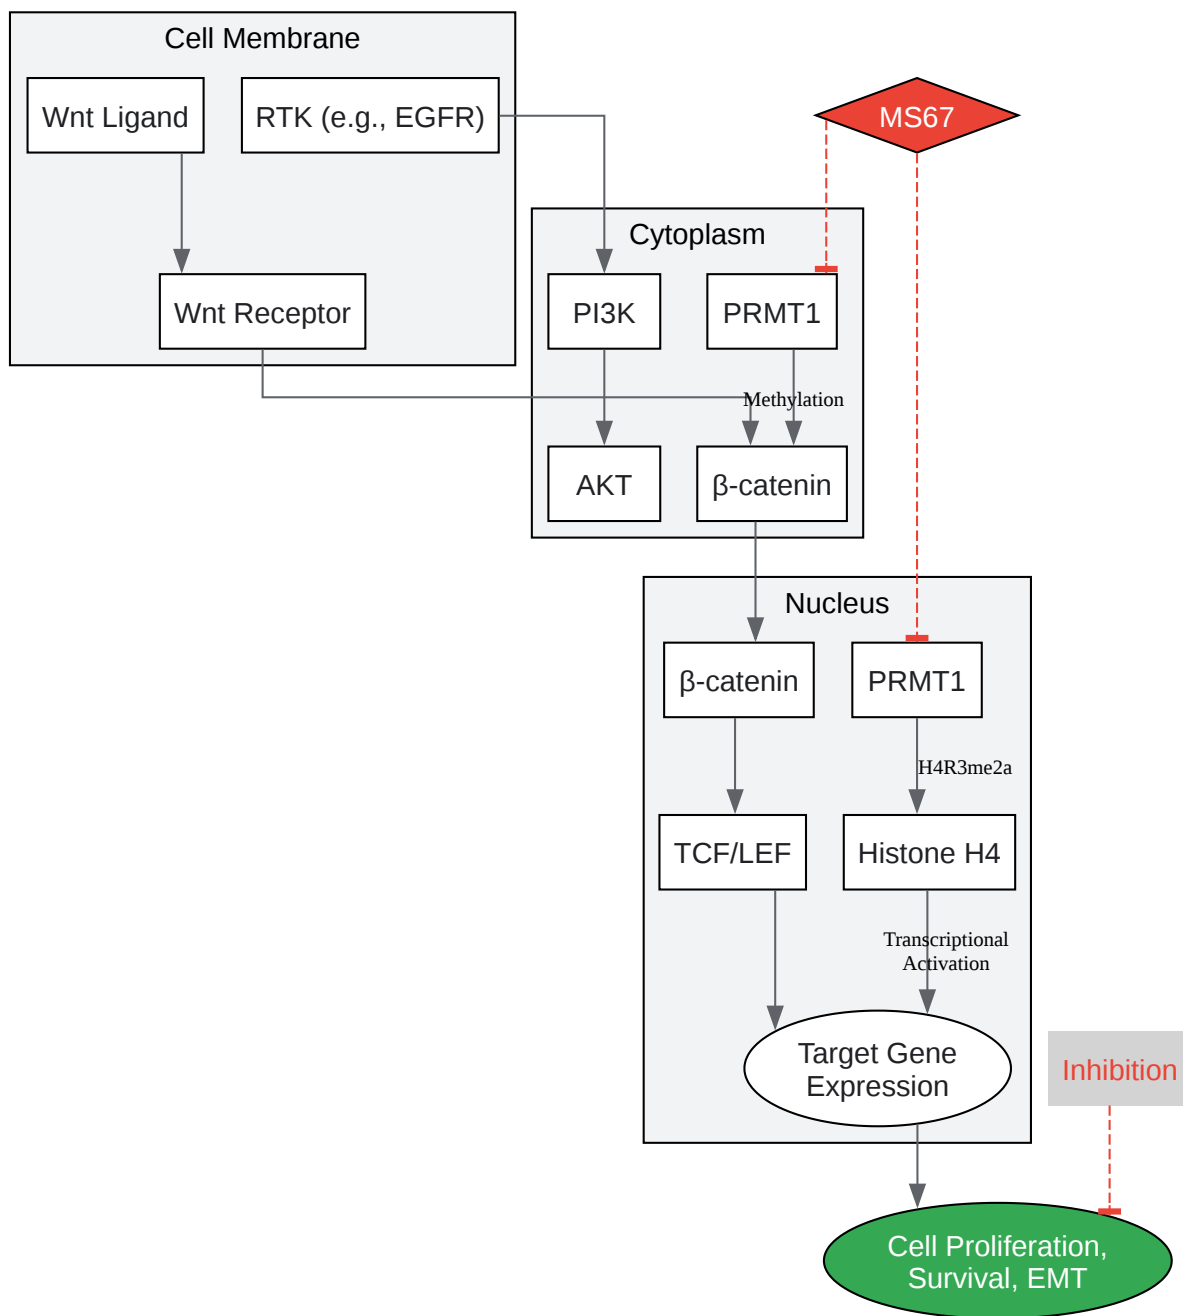 Cell Membrane
Wnt Ligand
RTK (e.g., EGFR)
MS67
Wnt Receptor
Cytoplasm
PI3K
PRMT1
Methylation
AKT
β-catenin
Nucleus
β-catenin
PRMT1
H4R3me2a
TCF/LEF
Histone H4
Transcriptional
Activation
Target Gene
Expression
Inhibition
Cell Proliferation,
Survival, EMT